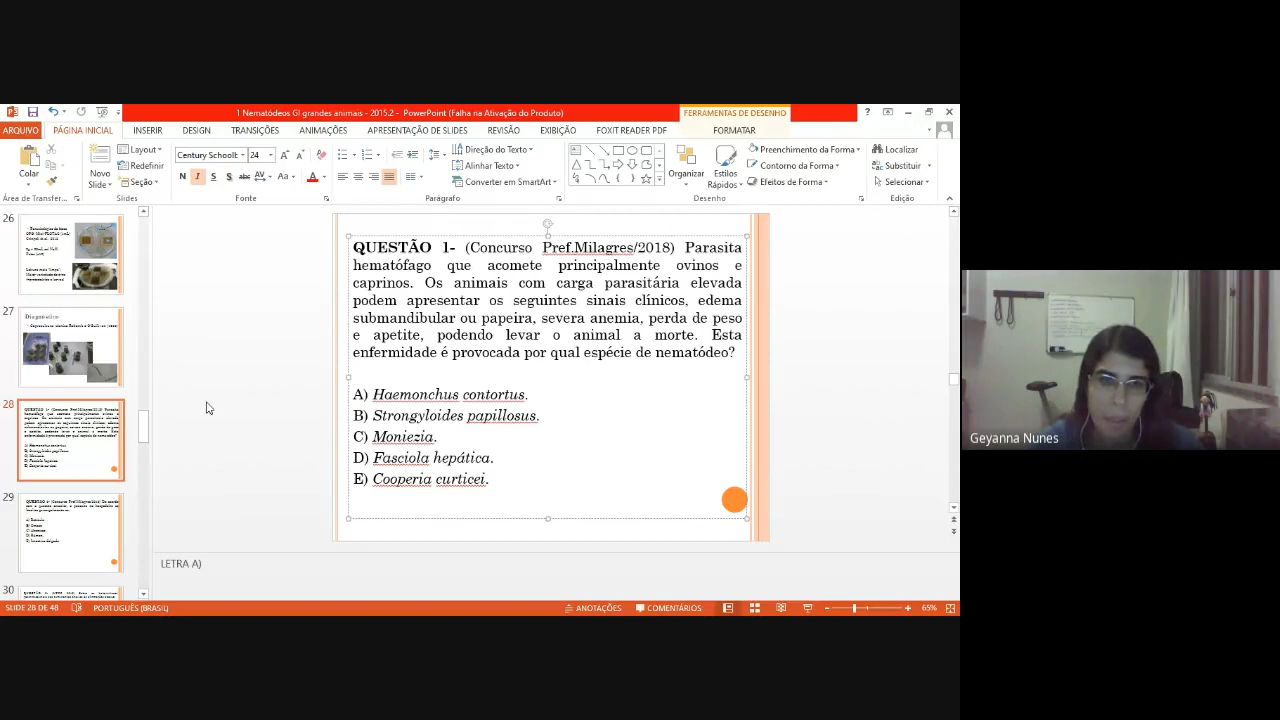 1 Nematódeos GI grandes animais - 2015.2 - PowerPoint (Falha na Ativação do Produto)
FERRAMENTAS DE DESENHO
ARQUIVO PÁGINA INICIAL INSERIR DESIGN TRANSIÇÕES ANIMAÇÕES APRESENTAÇÃO DE SLIDES REVISÃO EXIBIÇÃO FOXIT READER PDF FORMATAR
Colar
Novo
Slide
Layout
Redefinir
Seção
Century Schoolb 24
N I S S abc AV Aa A
Direção do Texto
Alinhar Texto
Converter em SmartArt
Organizar
Estilos
Rápidos
Preenchimento da Forma
Contorno da Forma
Efeitos de Forma
Localizar
Substituir
Selecionar
Área de Transfer... Slides Fonte Parágrafo Desenho Edição
26
27
Diagnóstico
28
29
30
QUESTÃO 1- (Concurso Pref.Milagres/2018) Parasita
hematófago que acomete principalmente ovinos e
caprinos. Os animais com carga parasitária elevada
podem apresentar os seguintes sinais clínicos, edema
submandibular ou papeira, severa anemia, perda de peso
e apetite, podendo levar o animal a morte. Esta
enfermidade é provocada por qual espécie de nematódeo?
A) Haemonchus contortus.
B) Strongyloides papillosus.
C) Moniezia.
D) Fasciola hepática.
E) Cooperia curticei.
LETRA A)
SLIDE 28 DE 48 PORTUGUÊS (BRASIL) ANOTAÇÕES COMENTÁRIOS 65%
Geyanna Nunes